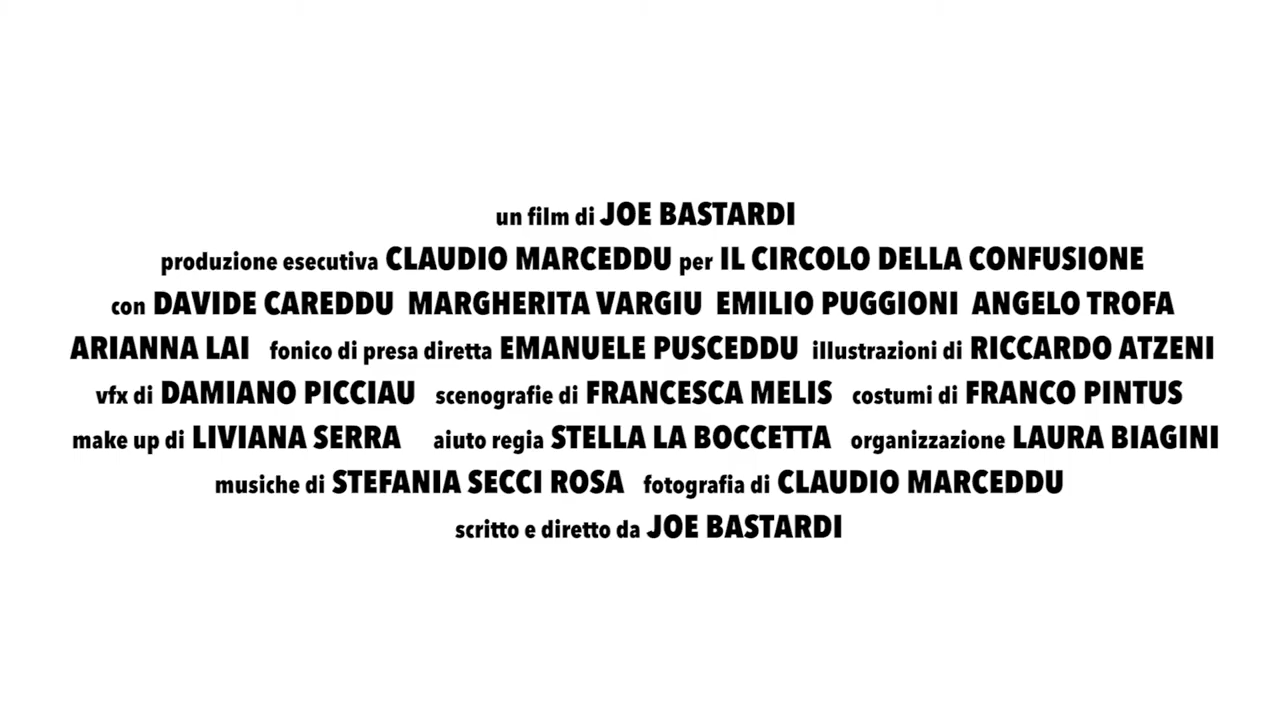 un film di JOE BASTARDI
produzione esecutiva CLAUDIO MARCEDDU per IL CIRCOLO DELLA CONFUSIONE
con DAVIDE CAREDDU MARGHERITA VARGIU EMILIO PUGGIONI ANGELO TROFA
ARIANNA LAI fonico di presa diretta EMANUELE PUSCEDDU illustrazioni di RICCARDO ATZENI
vfx di DAMIANO PICCIAU scenografie di FRANCESCA MELIS costumi di FRANCO PINTUS
make up di LIVIANA SERRA aiuto regia STELLA LA BOCCETTA organizzazione LAURA BIAGINI
musiche di STEFANIA SECCI ROSA fotografia di CLAUDIO MARCEDDU
scritto e diretto da JOE BASTARDI